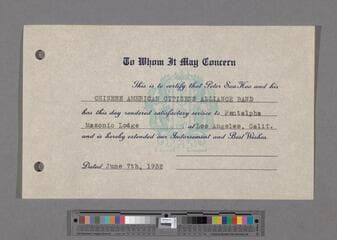 To Whom It May Concern
This is to certify that Peter SooHoo and his
CHINESE AMERICAN CITIZENS ALLIANCE BAND
has this day rendered satisfactory service to Pentalpha
Masonic Lodge at Los Angeles, Calif.
and is hereby extended our Indorsement and Best Wishes.
Dated June 7th, 1932